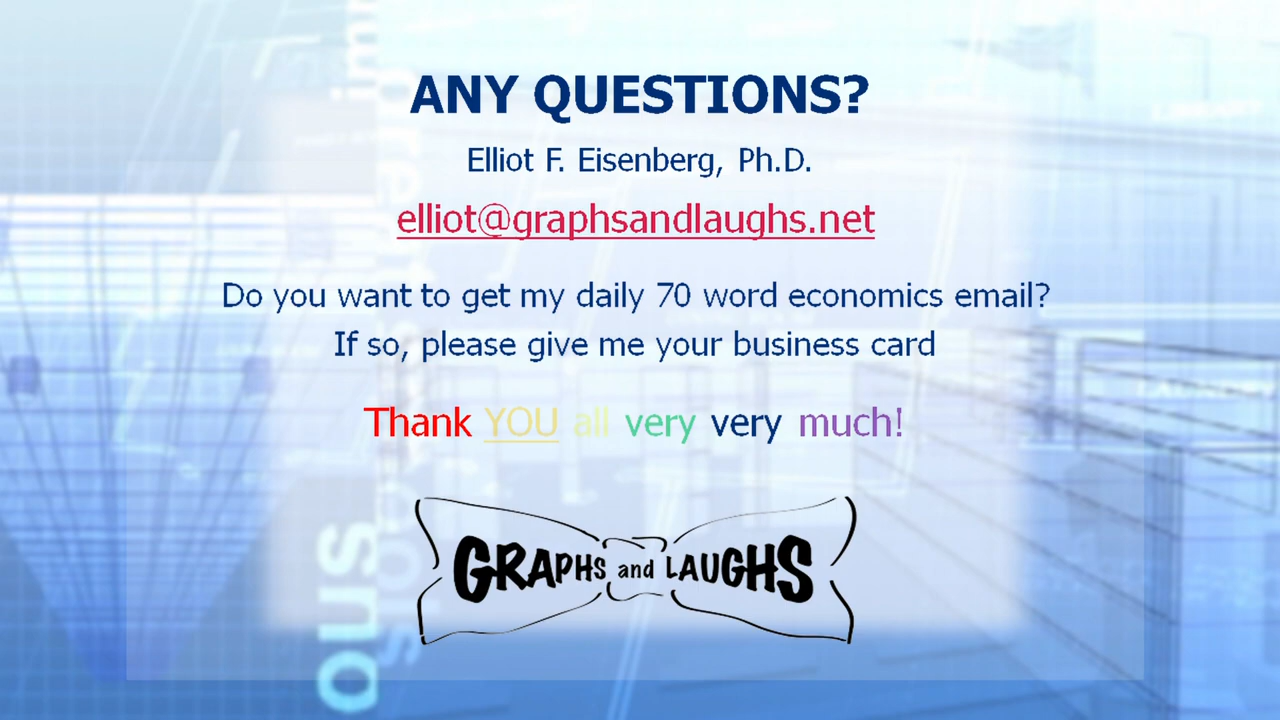 ANY QUESTIONS?
Elliot F. Eisenberg, Ph.D.
elliot@graphsandlaughs.net
Do you want to get my daily 70 word economics email?
If so, please give me your business card
Thank YOU all very very much!
GRAPHS and LAUGHS